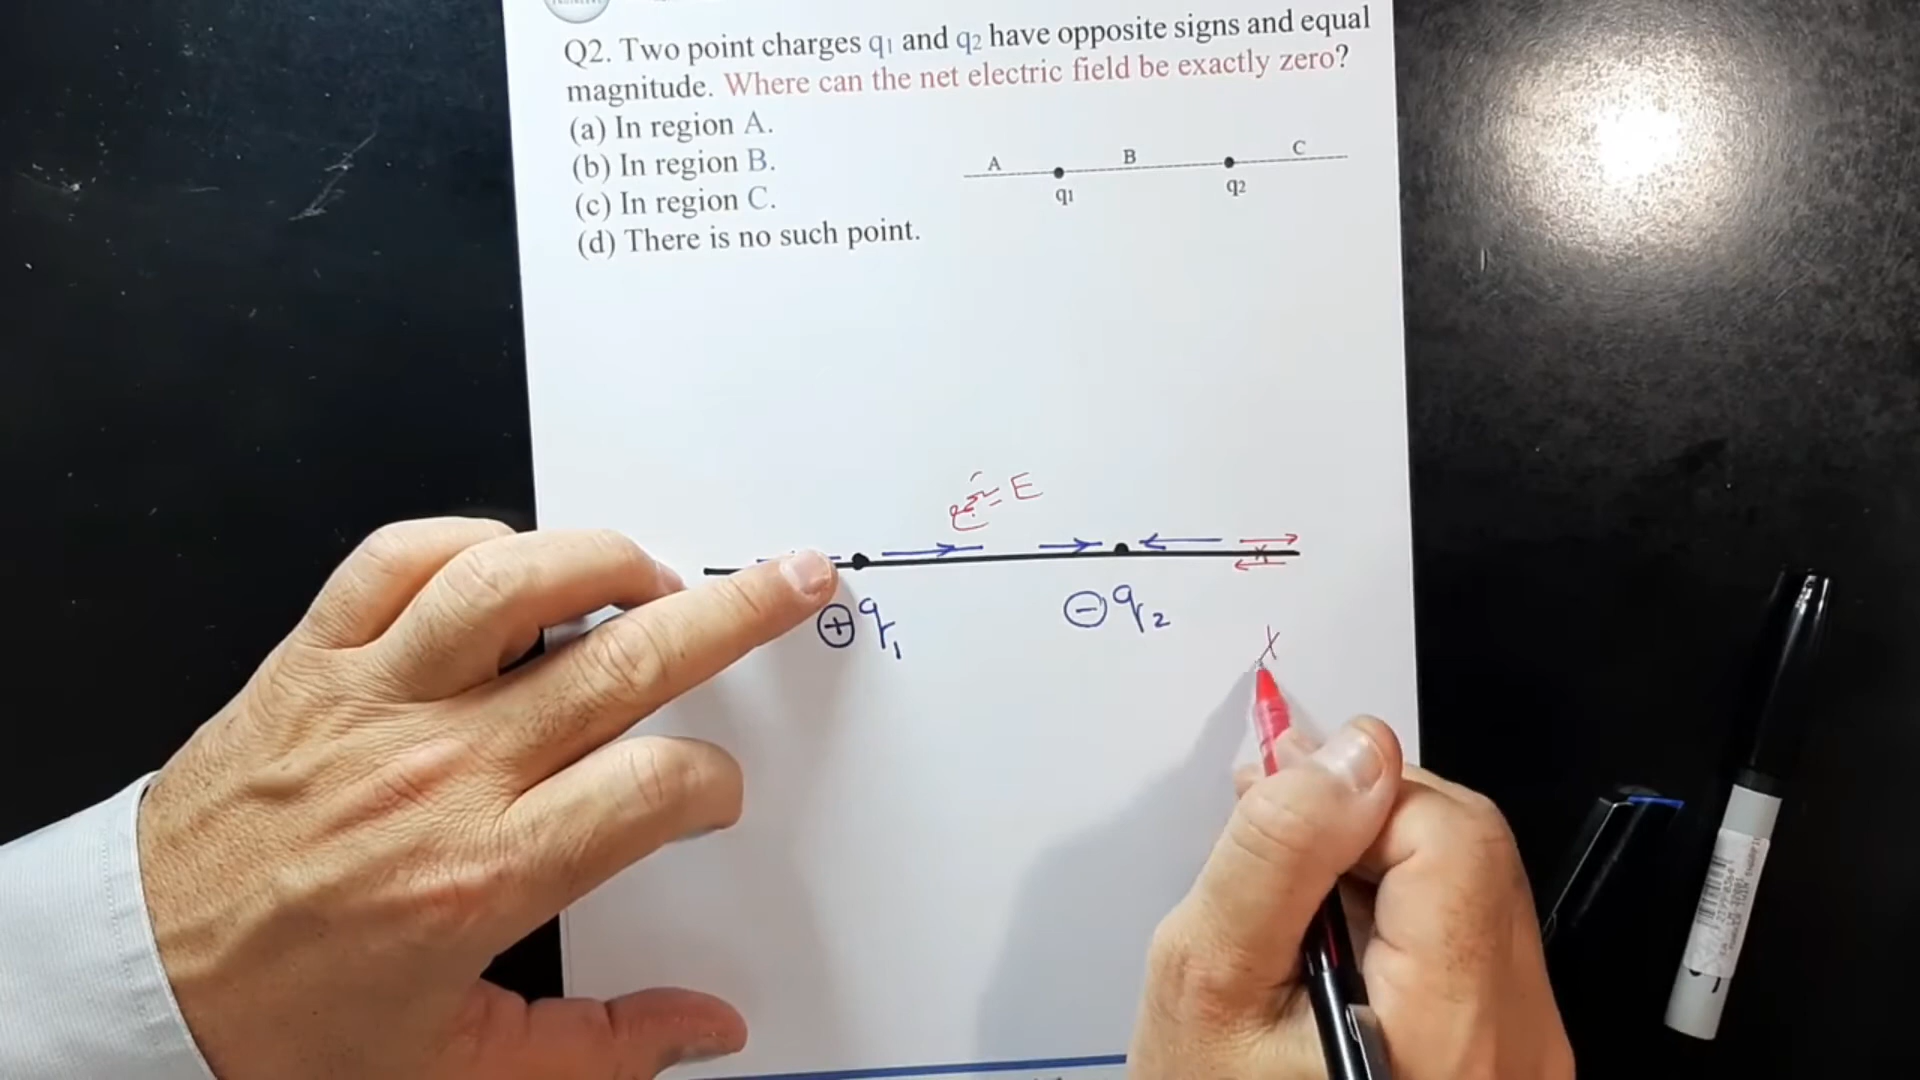 Q2. Two point charges q1 and q2 have opposite signs and equal
magnitude. Where can the net electric field be exactly zero?
(a) In region A.
(b) In region B.
(c) In region C.
(d) There is no such point.
A B C
q1 q2
= E
⊕ q1 ⊖ q2
X